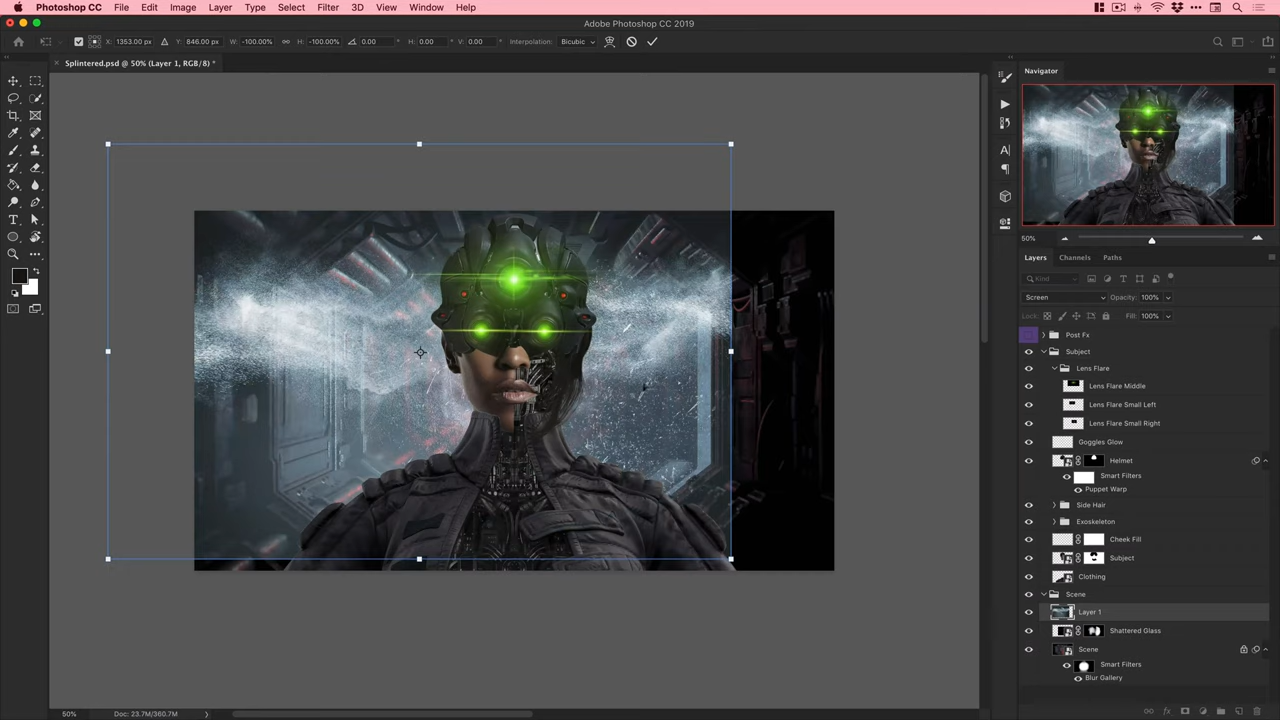 Photoshop CC File Edit Image Layer Type Select Filter 3D View Window Help
Adobe Photoshop CC 2019
X: 1353.00 px Y: 846.00 px W: -100.00% H: -100.00% 0.00 ° H: 0.00 ° V: 0.00 ° Interpolation: Bicubic
× Splintered.psd @ 50% (Layer 1, RGB/8) *
Navigator
50%
Layers Channels Paths
Kind
Screen Opacity: 100%
Lock: Fill: 100%
Post Fx
Subject
Lens Flare
Lens Flare Middle
Lens Flare Small Left
Lens Flare Small Right
Goggles Glow
Helmet
Smart Filters
Puppet Warp
Side Hair
Exoskeleton
Cheek Fill
Subject
Clothing
Scene
Layer 1
Shattered Glass
Scene
Smart Filters
Blur Gallery
50% Doc: 23.7M/360.7M